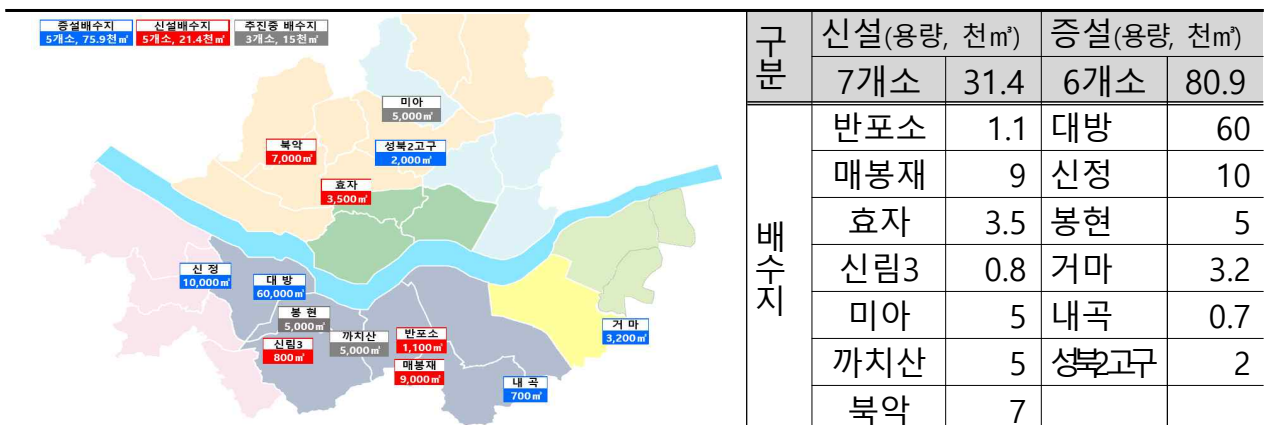 증설배수지 신설배수지 추진중 배수지
5개소, 75.9천㎥ 5개소, 21.4천㎥ 3개소, 15천㎥
미아
5,000㎥
북악
7,000㎥
성북2고구
2,000㎥
효자
3,500㎥
신 정
10,000㎥
대 방
60,000㎥
봉 현
5,000㎥
까치산
5,000㎥
반포소
1,100㎥
신림3
800㎥
매봉재
9,000㎥
내 곡
700㎥
거 마
3,200㎥
구분 신설(용량, 천㎥) 증설(용량, 천㎥)
7개소 31.4 6개소 80.9
배수지
반포소 1.1 대방 60
매봉재 9 신정 10
효자 3.5 봉현 5
신림3 0.8 거마 3.2
미아 5 내곡 0.7
까치산 5 성북2고구 2
북악 7